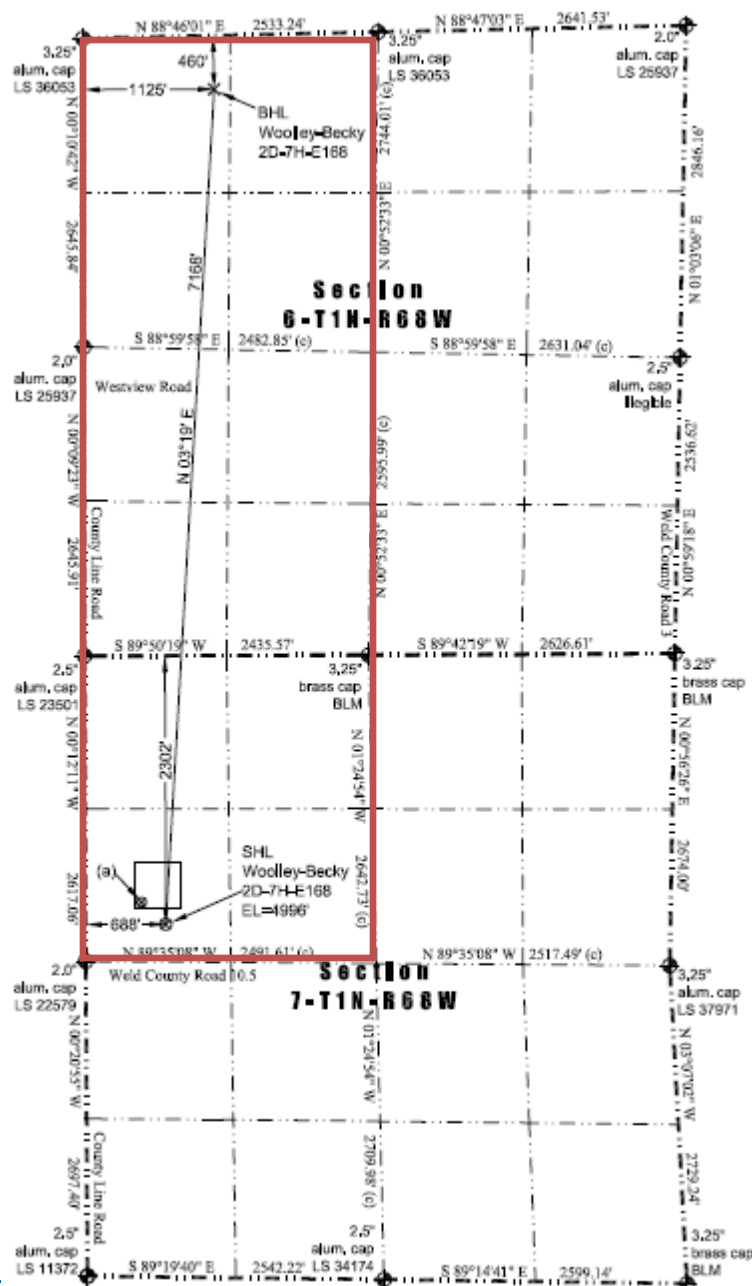 N 88°46'01" E 2533.24'
N 88°47'03" E 2641.53'
3.25"
alum. cap
LS 36053
460'
3.25"
alum. cap
LS 36053
2.0"
alum. cap
LS 25937
1125'
BHL
Woolley-Becky
2D-7H-E168
N 00°10'42" W
2645.84'
2744.01' (c)
N 00°52'33" E
2846.16'
N 01°03'06" E
7168'
Section
6-T1N-R68W
S 88°59'58" E 2482.85' (c)
S 88°59'58" E 2631.04' (c)
2.0"
alum. cap
LS 25937
Westview Road
2.5"
alum. cap
Illegible
N 03°19' E
N 00°09'23" W
2645.91'
County Line Road
2595.99' (c)
N 00°52'33" E
2536.62'
N 00°59'18" E
Weld County Road 3
S 89°50'19" W 2435.57'
S 89°42'19" W 2626.61'
2.5"
alum. cap
LS 23501
3.25"
brass cap
BLM
3.25"
brass cap
BLM
2302'
N 00°12'11" W
2617.06'
N 01°24'54" W
2642.73' (c)
N 00°56'26" E
2674.00'
(a)
688'
SHL
Woolley-Becky
2D-7H-E168
EL=4996'
N 89°35'08" W 2491.61' (c)
N 89°35'08" W 2517.49' (c)
2.0"
alum. cap
LS 22579
Weld County Road 10.5
Section
7-T1N-R68W
3.25"
alum. cap
LS 37971
N 00°20'55" W
2697.40'
County Line Road
N 01°24'54" W
2709.98' (c)
N 03°07'02" W
2729.24'
2.5"
alum. cap
LS 11372
S 89°19'40" E 2542.22'
2.5"
alum. cap
LS 34174
S 89°14'41" E 2599.14'
3.25"
brass cap
BLM